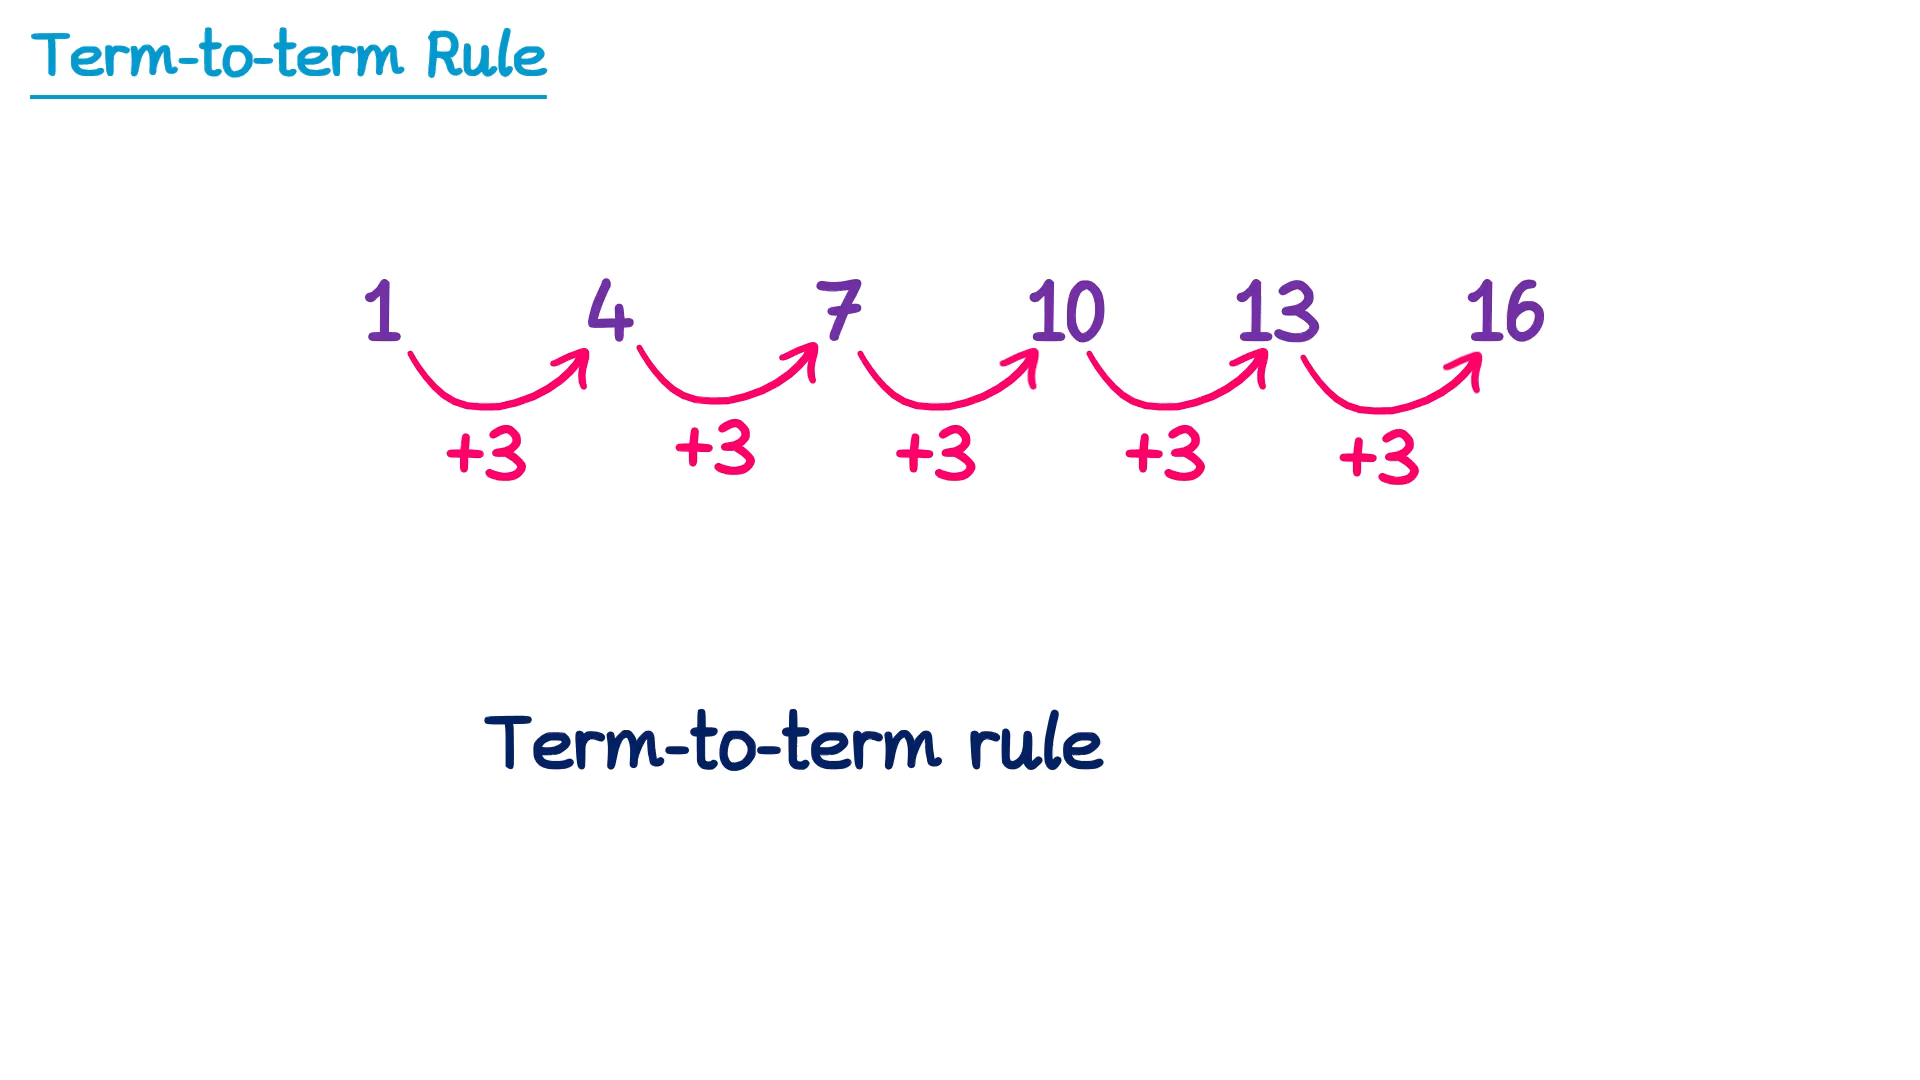 Term-to-term Rule
1 4 7 10 13 16
+3 +3 +3 +3 +3
Term-to-term rule